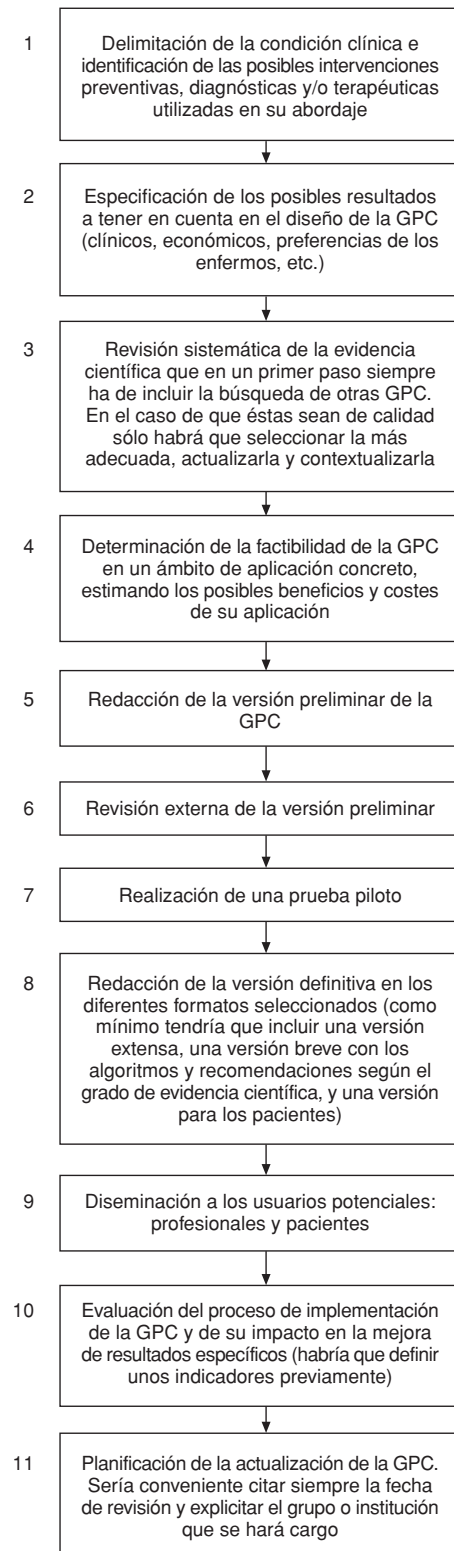 1
Delimitación de la condición clínica e
identificación de las posibles intervenciones
preventivas, diagnósticas y/o terapéuticas
utilizadas en su abordaje
2
Especificación de los posibles resultados
a tener en cuenta en el diseño de la GPC
(clínicos, económicos, preferencias de los
enfermos, etc.)
3
Revisión sistemática de la evidencia
científica que en un primer paso siempre
ha de incluir la búsqueda de otras GPC.
En el caso de que éstas sean de calidad
sólo habrá que seleccionar la más
adecuada, actualizarla y contextualizarla
4
Determinación de la factibilidad de la GPC
en un ámbito de aplicación concreto,
estimando los posibles beneficios y costes
de su aplicación
5
Redacción de la versión preliminar de la
GPC
6
Revisión externa de la versión preliminar
7
Realización de una prueba piloto
8
Redacción de la versión definitiva en los
diferentes formatos seleccionados (como
mínimo tendría que incluir una versión
extensa, una versión breve con los
algoritmos y recomendaciones según el
grado de evidencia científica, y una versión
para los pacientes)
9
Diseminación a los usuarios potenciales:
profesionales y pacientes
10
Evaluación del proceso de implementación
de la GPC y de su impacto en la mejora
de resultados específicos (habría que definir
unos indicadores previamente)
11
Planificación de la actualización de la GPC.
Sería conveniente citar siempre la fecha
de revisión y explicitar el grupo o institución
que se hará cargo